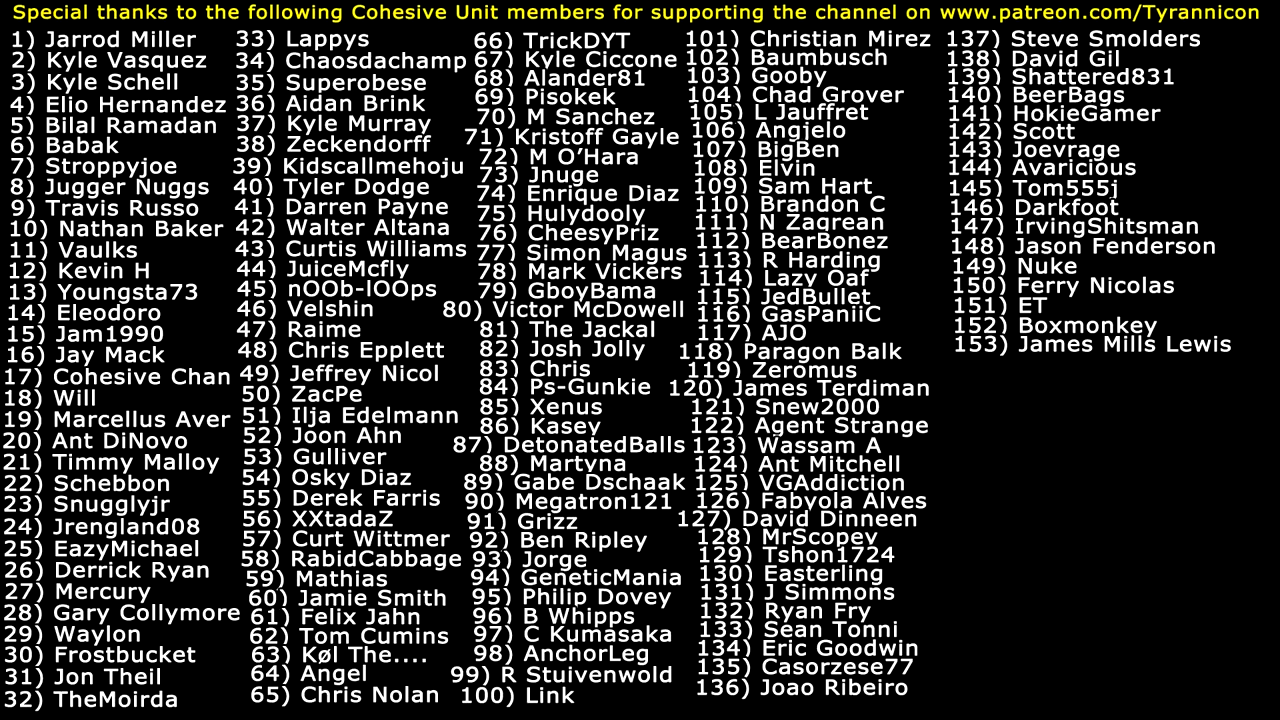 Special thanks to the following Cohesive Unit members for supporting the channel on www.patreon.com/Tyrannicon
1) Jarrod Miller
2) Kyle Vasquez
3) Kyle Schell
4) Elio Hernandez
5) Bilal Ramadan
6) Babak
7) Stroppyjoe
8) Jugger Nuggs
9) Travis Russo
10) Nathan Baker
11) Vaulks
12) Kevin H
13) Youngsta73
14) Eleodoro
15) Jam1990
16) Jay Mack
17) Cohesive Chan
18) Will
19) Marcellus Aver
20) Ant DiNovo
21) Timmy Malloy
22) Schebbon
23) Snugglyjr
24) Jrengland08
25) EazyMichael
26) Derrick Ryan
27) Mercury
28) Gary Collymore
29) Waylon
30) Frostbucket
31) Jon Theil
32) TheMoirda
33) Lappys
34) Chaosdachamp
35) Superobese
36) Aidan Brink
37) Kyle Murray
38) Zeckendorff
39) Kidscallmehoju
40) Tyler Dodge
41) Darren Payne
42) Walter Altana
43) Curtis Williams
44) JuiceMcfly
45) nOOb-lOOps
46) Velshin
47) Raime
48) Chris Epplett
49) Jeffrey Nicol
50) ZacPe
51) Ilja Edelmann
52) Joon Ahn
53) Gulliver
54) Osky Diaz
55) Derek Farris
56) XXtadaZ
57) Curt Wittmer
58) RabidCabbage
59) Mathias
60) Jamie Smith
61) Felix Jahn
62) Tom Cumins
63) Køl The....
64) Angel
65) Chris Nolan
66) TrickDYT
67) Kyle Ciccone
68) Alander81
69) Pisokek
70) M Sanchez
71) Kristoff Gayle
72) M O'Hara
73) Jnuge
74) Enrique Diaz
75) Hulydooly
76) CheesyPriz
77) Simon Magus
78) Mark Vickers
79) GboyBama
80) Victor McDowell
81) The Jackal
82) Josh Jolly
83) Chris
84) Ps-Gunkie
85) Xenus
86) Kasey
87) DetonatedBalls
88) Martyna
89) Gabe Dschaak
90) Megatron121
91) Grizz
92) Ben Ripley
93) Jorge
94) GeneticMania
95) Philip Dovey
96) B Whipps
97) C Kumasaka
98) AnchorLeg
99) R Stuivenwold
100) Link
101) Christian Mirez
102) Baumbusch
103) Gooby
104) Chad Grover
105) L Jauffret
106) Angjelo
107) BigBen
108) Elvin
109) Sam Hart
110) Brandon C
111) N Zagrean
112) BearBonez
113) R Harding
114) Lazy Oaf
115) JedBullet
116) GasPaniiC
117) AJO
118) Paragon Balk
119) Zeromus
120) James Terdiman
121) Snew2000
122) Agent Strange
123) Wassam A
124) Ant Mitchell
125) VGAddiction
126) Fabyola Alves
127) David Dinneen
128) MrScopey
129) Tshon1724
130) Easterling
131) J Simmons
132) Ryan Fry
133) Sean Tonni
134) Eric Goodwin
135) Casorzese77
136) Joao Ribeiro
137) Steve Smolders
138) David Gil
139) Shattered831
140) BeerBags
141) HokieGamer
142) Scott
143) Joevrage
144) Avaricious
145) Tom555j
146) Darkfoot
147) IrvingShitsman
148) Jason Fenderson
149) Nuke
150) Ferry Nicolas
151) ET
152) Boxmonkey
153) James Mills Lewis